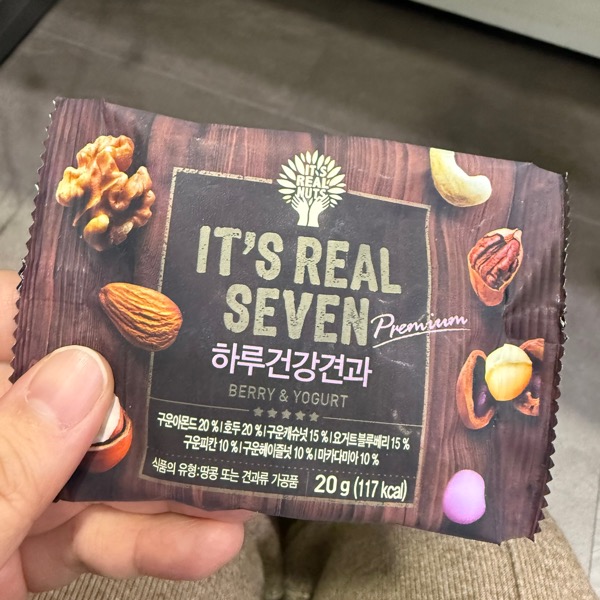 IT'S
REAL
NUTS
IT'S REAL
SEVEN Premium
하루건강견과
BERRY & YOGURT
구운아몬드 20 % I 호두 20 % I 구운캐슈넛 15 % I 요거트블루베리 15 %
구운피칸 10 % I 구운헤이즐넛 10 % I 마카다미아 10 %
식품의 유형:땅콩 또는 견과류 가공품 20 g (117 kcal)